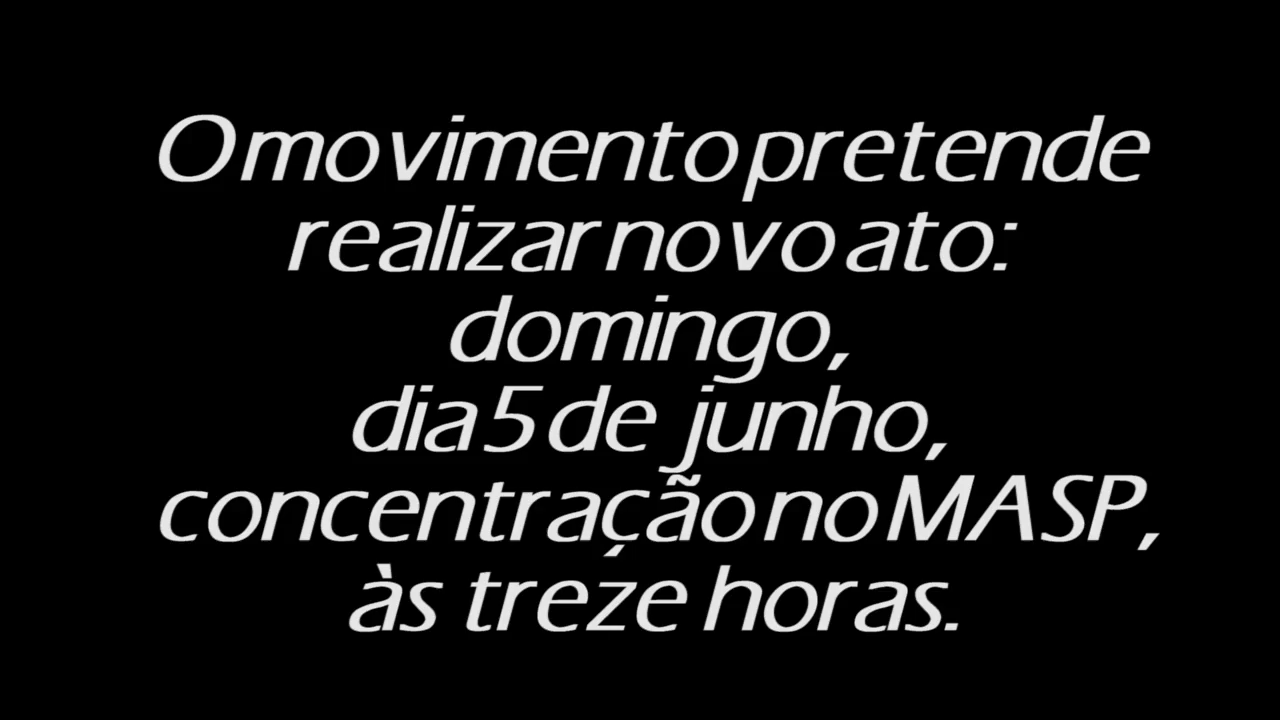 O movimento pretende
realizar novo ato:
domingo,
dia 5 de junho,
concentração no MASP,
às treze horas.